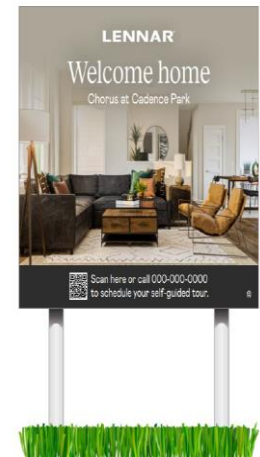 LENNAR
Welcome home
Chorus at Cadence Park
Scan here or call 000-000-0000
to schedule your self-guided tour.